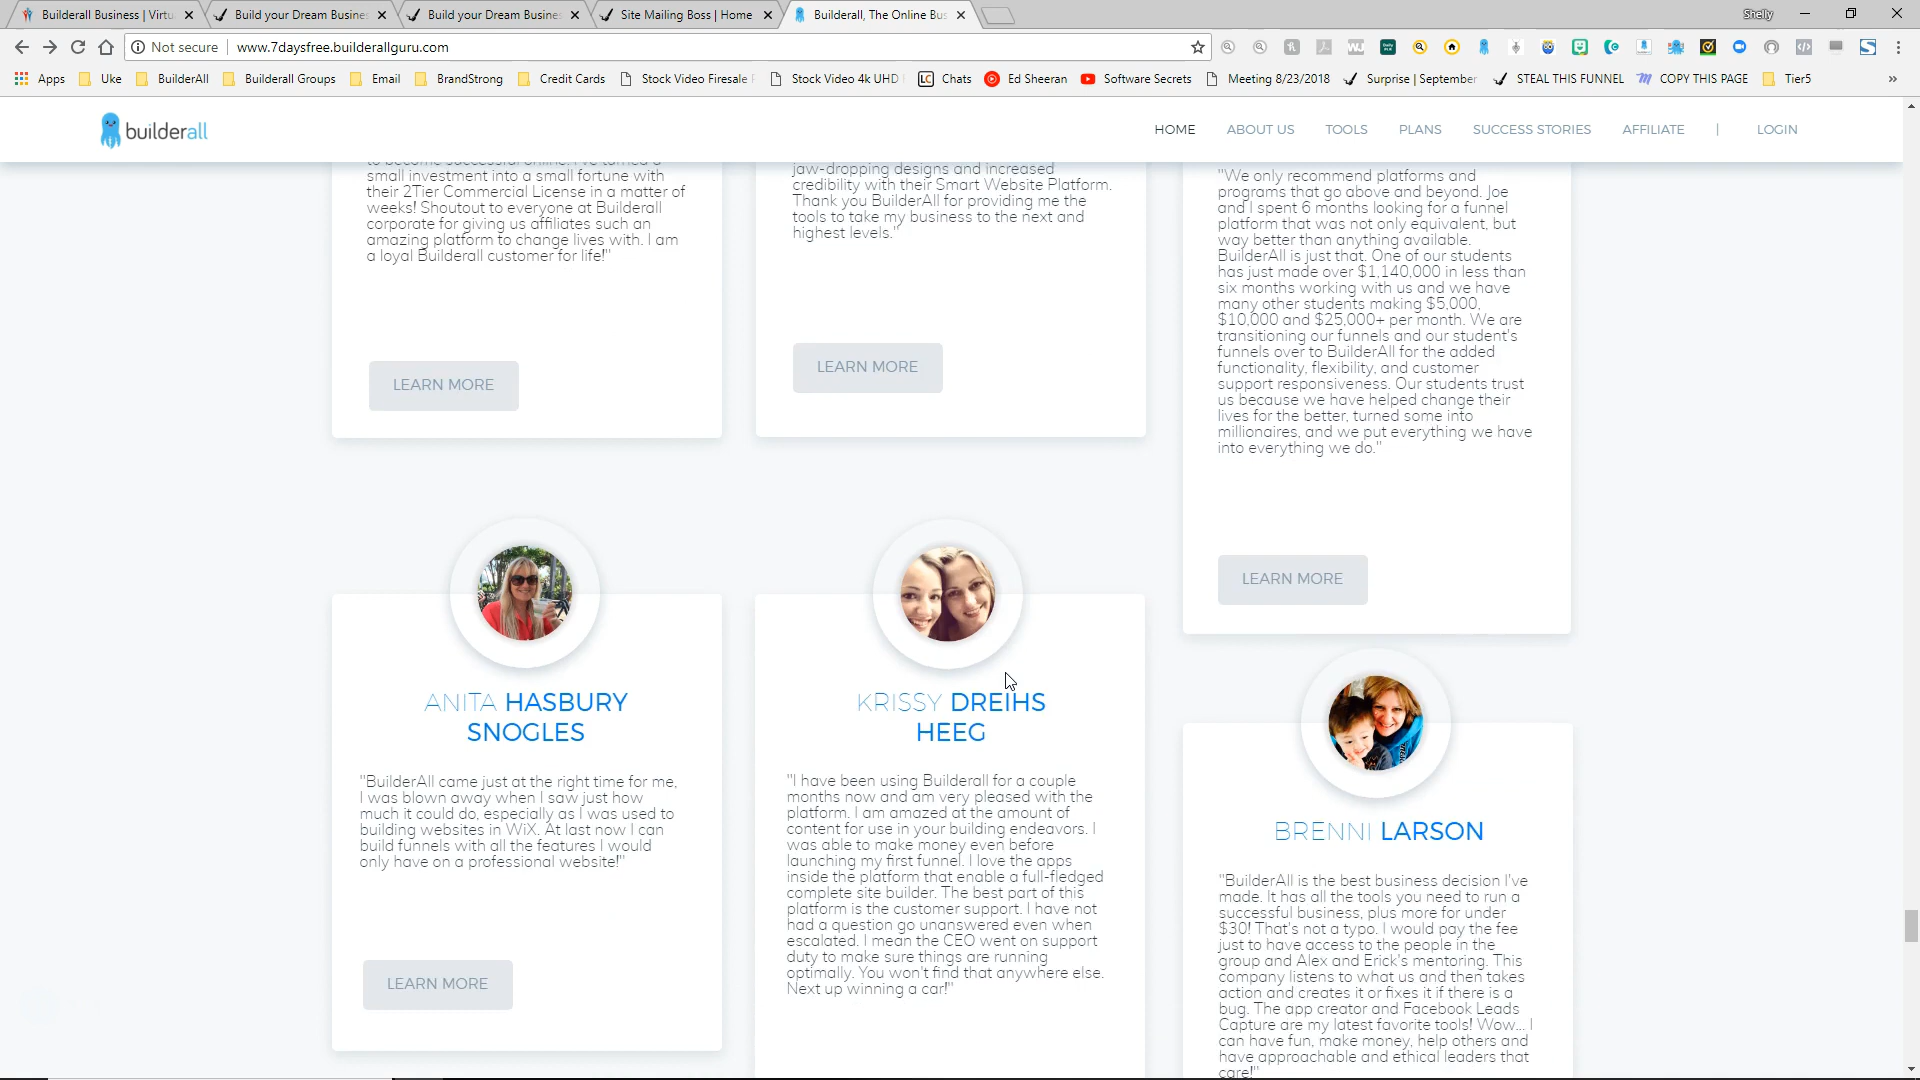 Builderall Business | Virtu
Build your Dream Busines
Build your Dream Busines
Site Mailing Boss | Home
Builderall, The Online Bus
Shelly
Not secure
www.7daysfree.builderallguru.com
Apps
Uke
BuilderAll
Builderall Groups
Email
BrandStrong
Credit Cards
Stock Video Firesale
Stock Video 4k UHD
LC
Chats
Ed Sheeran
Software Secrets
Meeting 8/23/2018
Surprise | September
STEAL THIS FUNNEL
COPY THIS PAGE
Tier5
builderall
HOME
ABOUT US
TOOLS
PLANS
SUCCESS STORIES
AFFILIATE
|
LOGIN
to become successful online. I've turned a
small investment into a small fortune with
their 2Tier Commercial License in a matter of
weeks! Shoutout to everyone at Builderall
corporate for giving us affiliates such an
amazing platform to change lives with. I am
a loyal Builderall customer for life!"
LEARN MORE
jaw-dropping designs and increased
credibility with their Smart Website Platform.
Thank you BuilderAll for providing me the
tools to take my business to the next and
highest levels."
LEARN MORE
"We only recommend platforms and
programs that go above and beyond. Joe
and I spent 6 months looking for a funnel
platform that was not only equivalent, but
way better than anything available.
BuilderAll is just that. One of our students
has just made over $1,140,000 in less than
six months working with us and we have
many other students making $5,000,
$10,000 and $25,000+ per month. We are
transitioning our funnels and our student's
funnels over to BuilderAll for the added
functionality, flexibility, and customer
support responsiveness. Our students trust
us because we have helped change their
lives for the better, turned some into
millionaires, and we put everything we have
into everything we do."
LEARN MORE
ANITA HASBURY
SNOGLES
"BuilderAll came just at the right time for me,
I was blown away when I saw just how
much it could do, especially as I was used to
building websites in WiX. At last now I can
build funnels with all the features I would
only have on a professional website!"
LEARN MORE
KRISSY DREIHS
HEEG
"I have been using Builderall for a couple
months now and am very pleased with the
platform. I am amazed at the amount of
content for use in your building endeavors. I
was able to make money even before
launching my first funnel. I love the apps
inside the platform that enable a full-fledged
complete site builder. The best part of this
platform is the customer support. I have not
had a question go unanswered even when
escalated. I mean the CEO went on support
duty to make sure things are running
optimally. You won't find that anywhere else.
Next up winning a car!"
BRENNI LARSON
"BuilderAll is the best business decision I've
made. It has all the tools you need to run a
successful business, plus more for under
$30! That's not a typo. I would pay the fee
just to have access to the people in the
group and Alex and Erick's mentoring. This
company listens to what us and then takes
action and creates it or fixes it if there is a
bug. The app creator and Facebook Leads
Capture are my latest favorite tools! Wow... I
can have fun, make money, help others and
have approachable and ethical leaders that
care!"